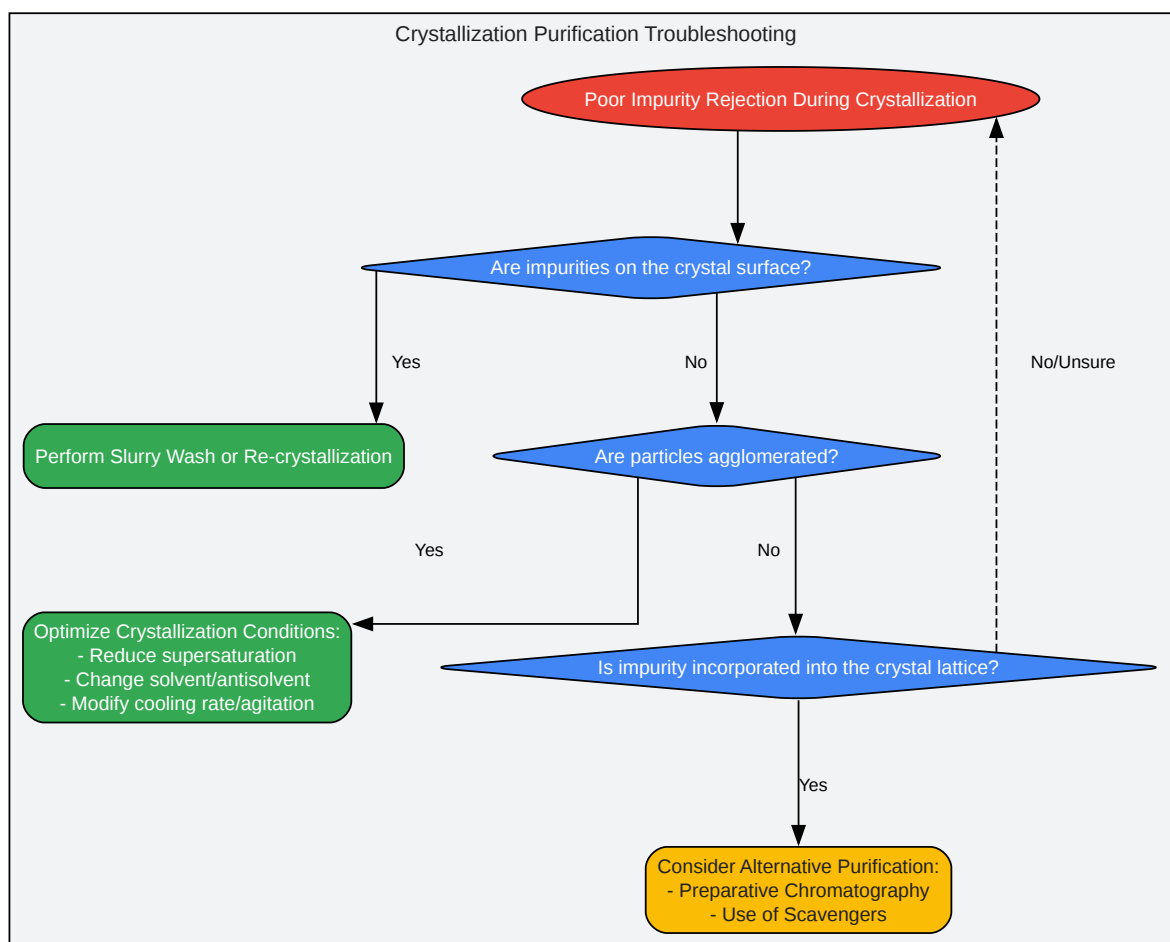 Crystallization Purification Troubleshooting
Poor Impurity Rejection During Crystallization
Are impurities on the crystal surface?
Yes
No
No/Unsure
Perform Slurry Wash or Re-crystallization
Are particles agglomerated?
Yes
No
Optimize Crystallization Conditions:
- Reduce supersaturation
- Change solvent/antisolvent
- Modify cooling rate/agitation
Is impurity incorporated into the crystal lattice?
Yes
Consider Alternative Purification:
- Preparative Chromatography
- Use of Scavengers